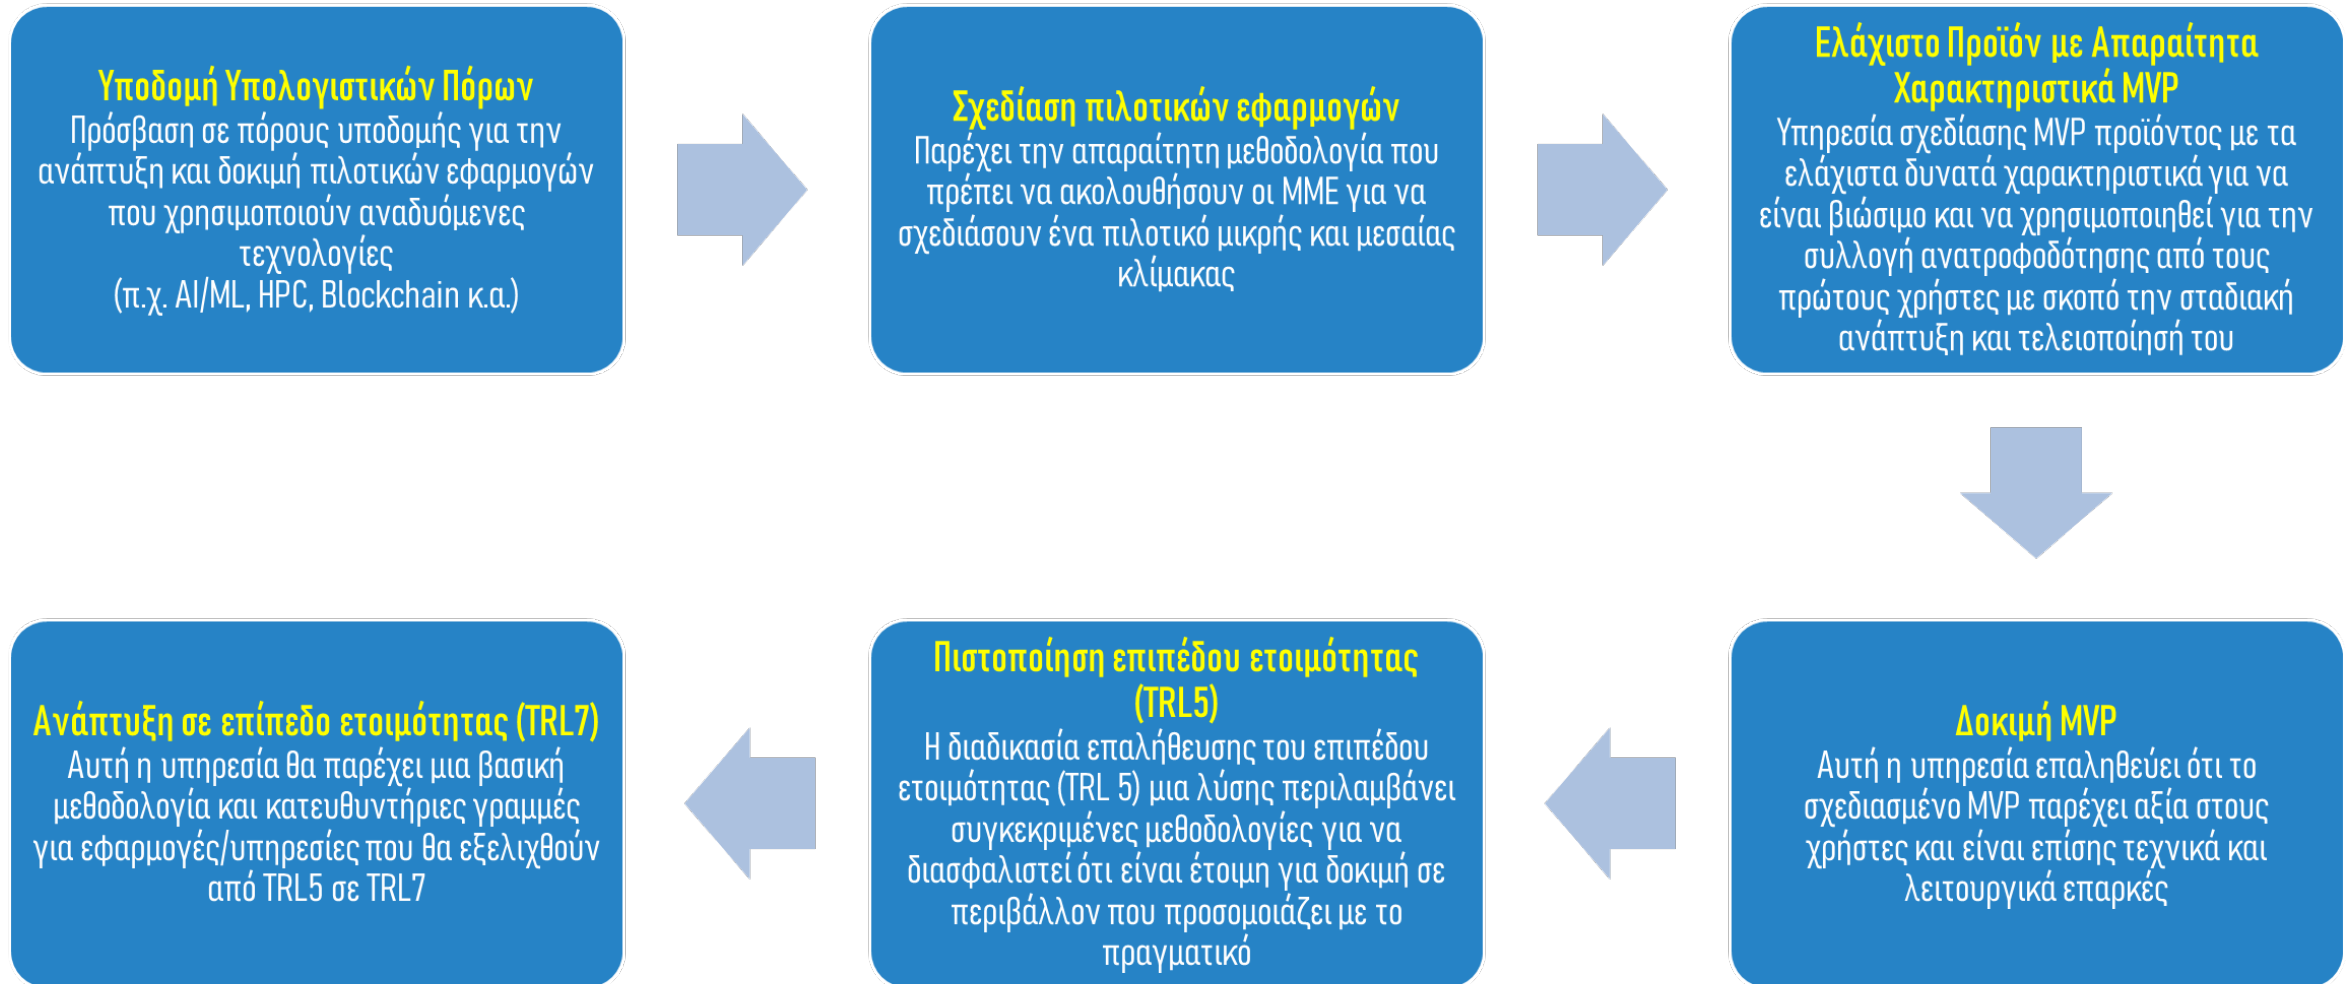 Υποδομή Υπολογιστικών Πόρων
Πρόσβαση σε πόρους υποδομής για την
ανάπτυξη και δοκιμή πιλοτικών εφαρμογών
που χρησιμοποιούν αναδυόμενες
τεχνολογίες
(π.χ. AI/ML, HPC, Blockchain κ.α.)
Σχεδίαση πιλοτικών εφαρμογών
Παρέχει την απαραίτητη μεθοδολογία που
πρέπει να ακολουθήσουν οι ΜΜΕ για να
σχεδιάσουν ένα πιλοτικό μικρής και μεσαίας
κλίμακας
Ελάχιστο Προϊόν με Απαραίτητα
Χαρακτηριστικά MVP
Υπηρεσία σχεδίασης MVP προϊόντος με τα
ελάχιστα δυνατά χαρακτηριστικά για να
είναι βιώσιμο και να χρησιμοποιηθεί για την
συλλογή ανατροφοδότησης από τους
πρώτους χρήστες με σκοπό την σταδιακή
ανάπτυξη και τελειοποίησή του
Δοκιμή MVP
Αυτή η υπηρεσία επαληθεύει ότι το
σχεδιασμένο MVP παρέχει αξία στους
χρήστες και είναι επίσης τεχνικά και
λειτουργικά επαρκές
Πιστοποίηση επιπέδου ετοιμότητας
(TRL5)
Η διαδικασία επαλήθευσης του επιπέδου
ετοιμότητας (TRL 5) μια λύσης περιλαμβάνει
συγκεκριμένες μεθοδολογίες για να
διασφαλιστεί ότι είναι έτοιμη για δοκιμή σε
περιβάλλον που προσομοιάζει με το
πραγματικό
Ανάπτυξη σε επίπεδο ετοιμότητας (TRL7)
Αυτή η υπηρεσία θα παρέχει μια βασική
μεθοδολογία και κατευθυντήριες γραμμές
για εφαρμογές/υπηρεσίες που θα εξελιχθούν
από TRL5 σε TRL7